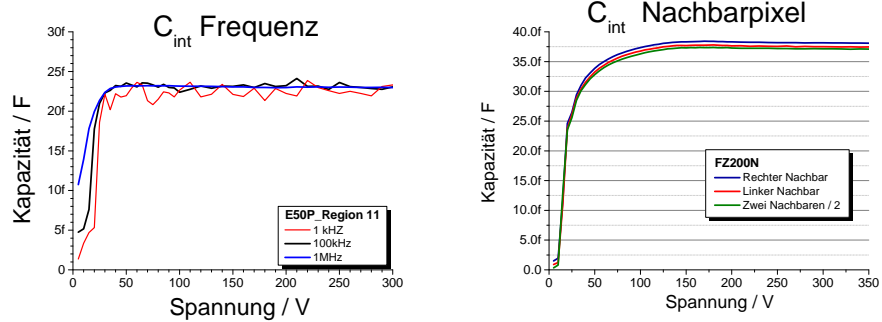 C_int Frequenz
Kapazität / F
30f
25f
20f
15f
10f
5f
0
E50P_Region 11
1 kHZ
100kHz
1MHz
0 50 100 150 200 250 300
Spannung / V
C_int Nachbarpixel
Kapazität / F
40.0f
35.0f
30.0f
25.0f
20.0f
15.0f
10.0f
5.0f
0.0
FZ200N
Rechter Nachbar
Linker Nachbar
Zwei Nachbaren / 2
0 50 100 150 200 250 300 350
Spannung / V